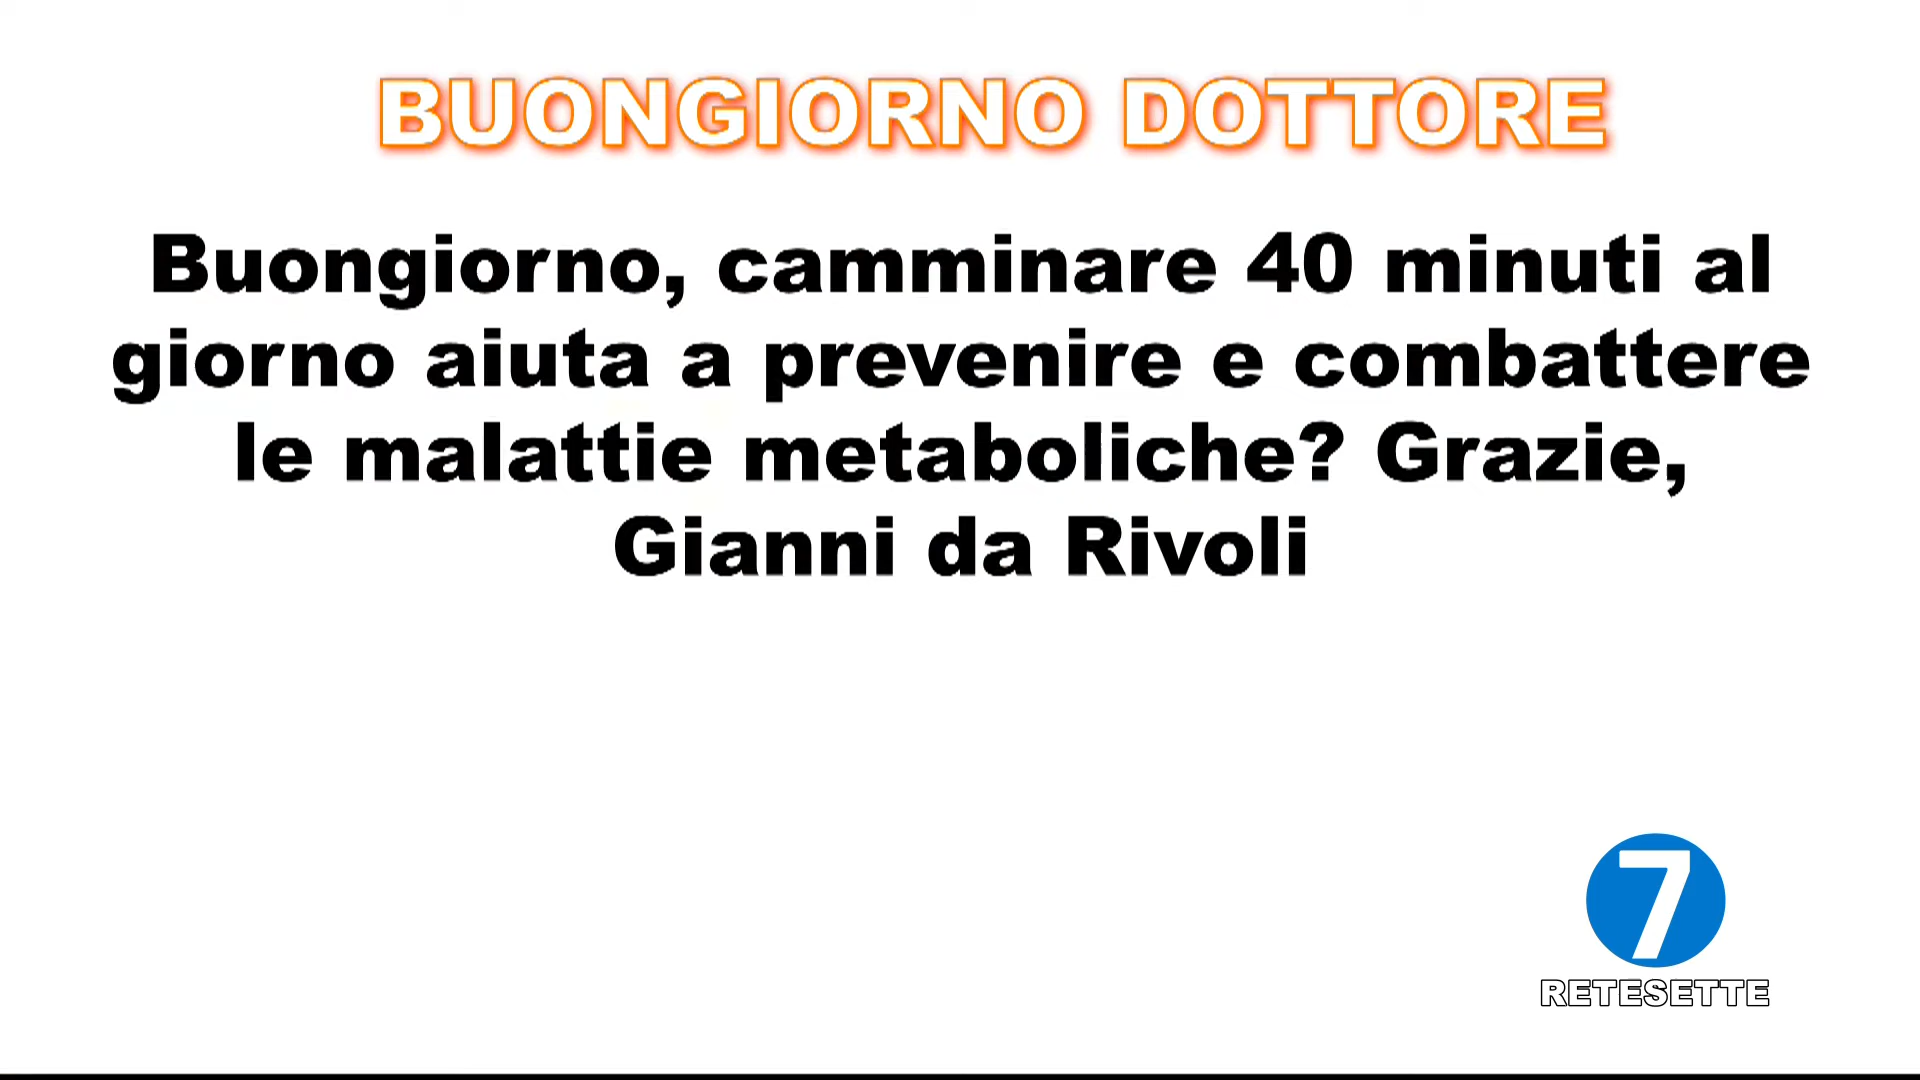 BUONGIORNO DOTTORE
Buongiorno, camminare 40 minuti al
giorno aiuta a prevenire e combattere
le malattie metaboliche? Grazie,
Gianni da Rivoli
7
RETESETTE